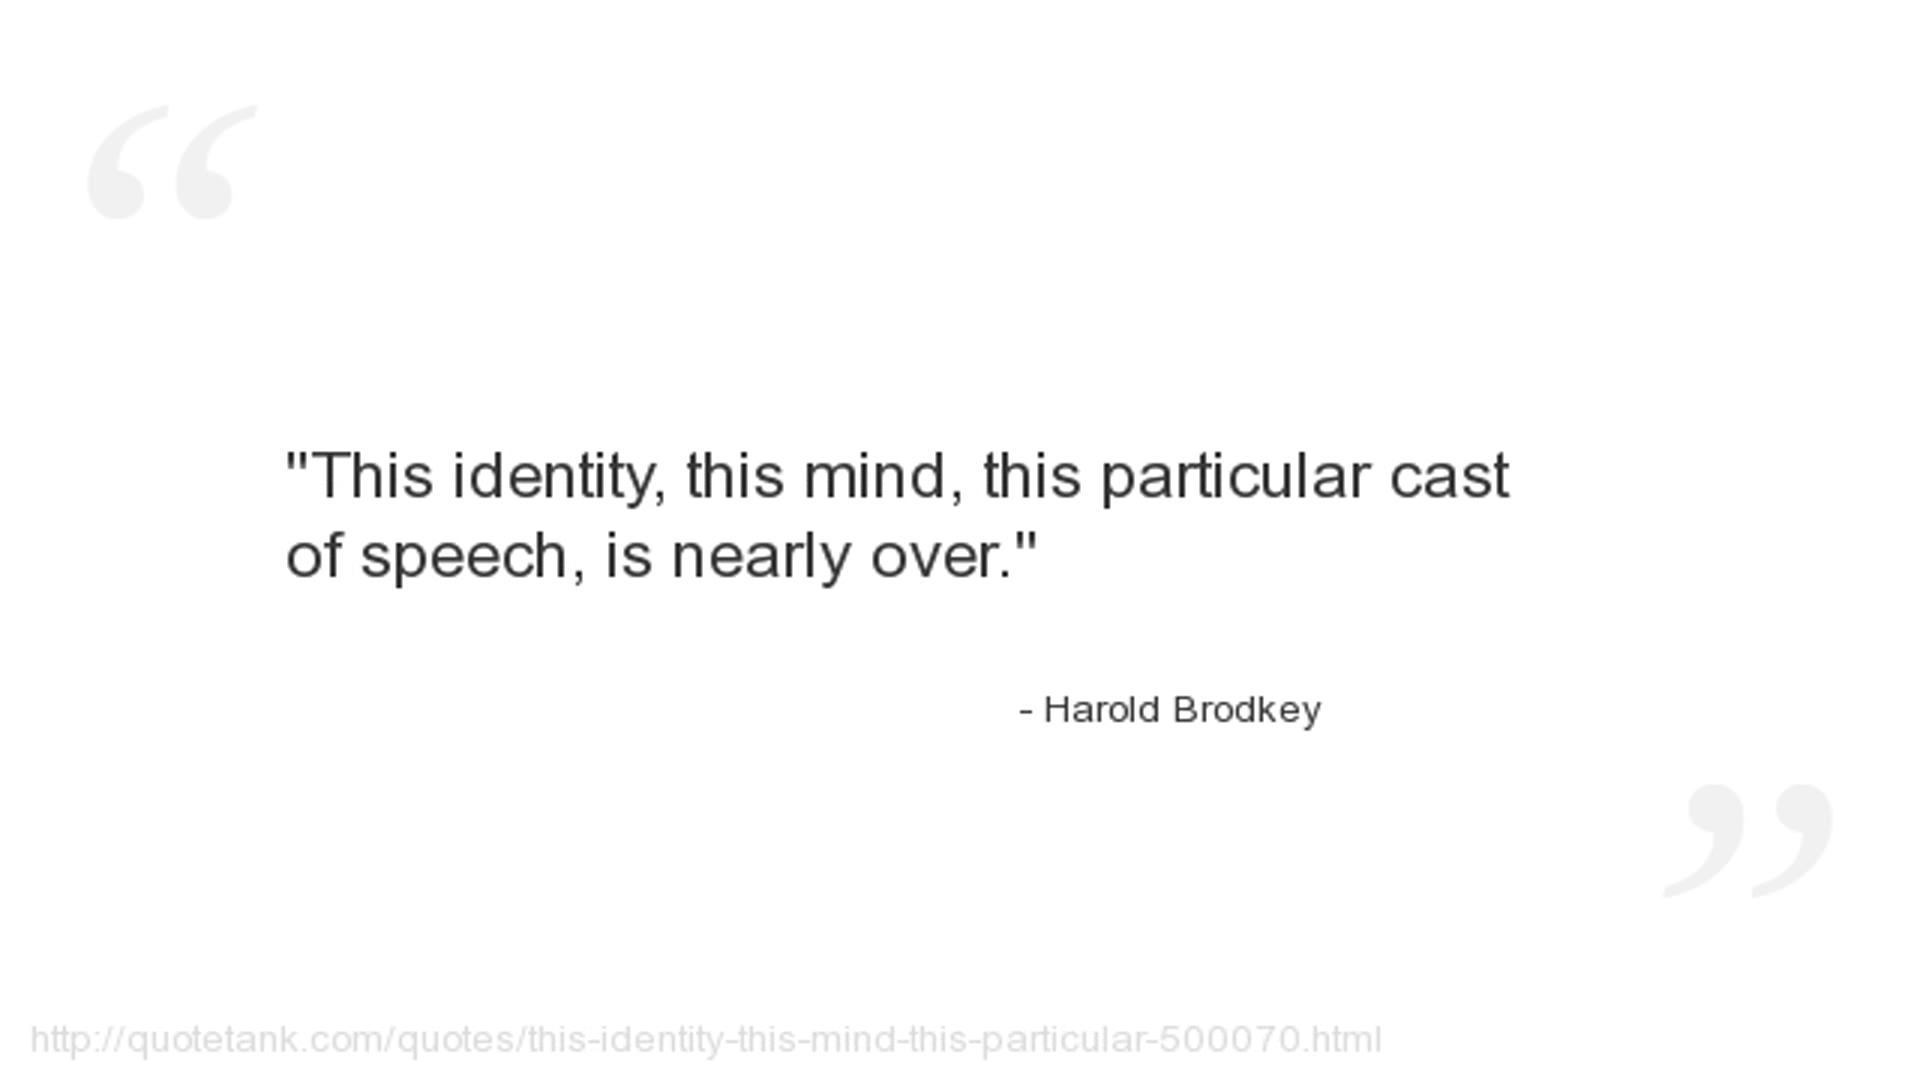 "This identity, this mind, this particular cast
of speech, is nearly over."
- Harold Brodkey
http://quotetank.com/quotes/this-identity-this-mind-this-particular-500070.html